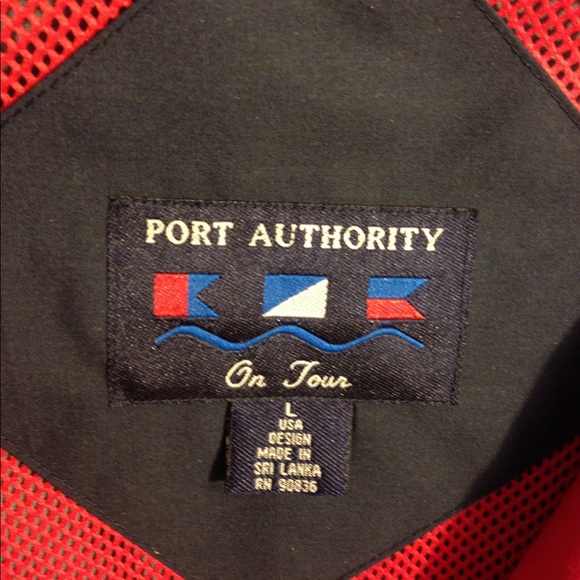 PORT AUTHORITY
On Tour
L
USA
DESIGN
MADE IN
SRI LANKA
RN 90836